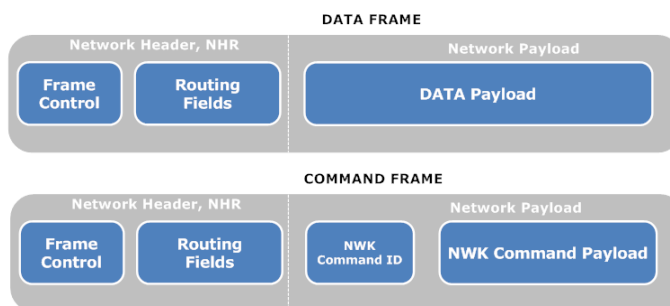 DATA FRAME
Network Header, NHR
Network Payload
Frame
Control
Routing
Fields
DATA Payload
COMMAND FRAME
Network Header, NHR
Network Payload
Frame
Control
Routing
Fields
NWK
Command ID
NWK Command Payload